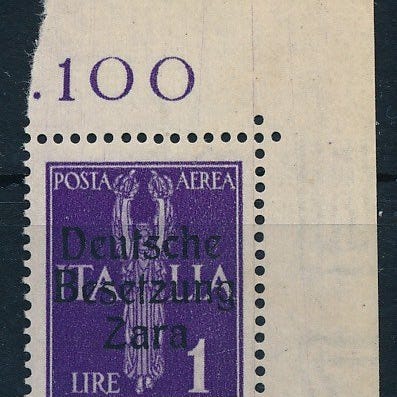 .100
POSTA AEREA
Deutsche
ITALIA
Besetzung
Zara
LIRE 1